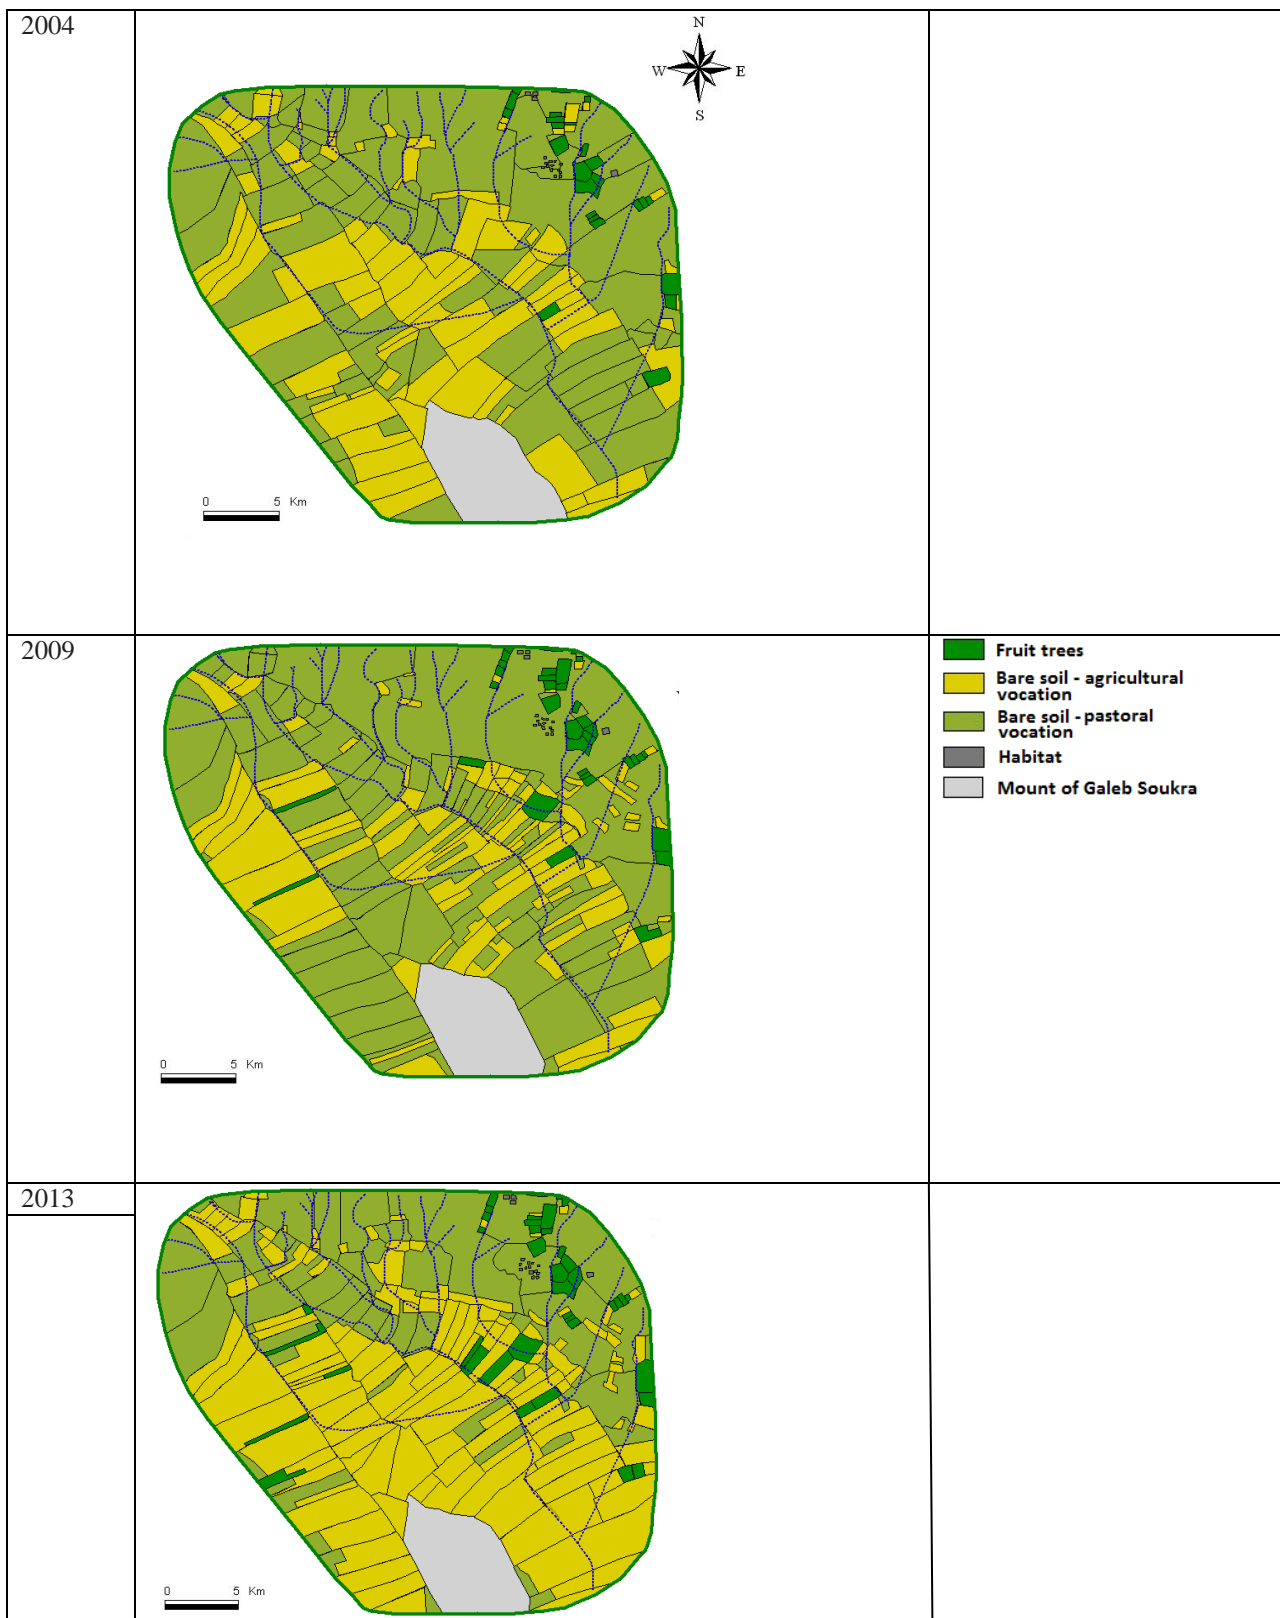 2004
N
W E
S
0 5 Km
2009
Fruit trees
Bare soil - agricultural
vocation
Bare soil - pastoral
vocation
Habitat
Mount of Galeb Soukra
0 5 Km
2013
0 5 Km